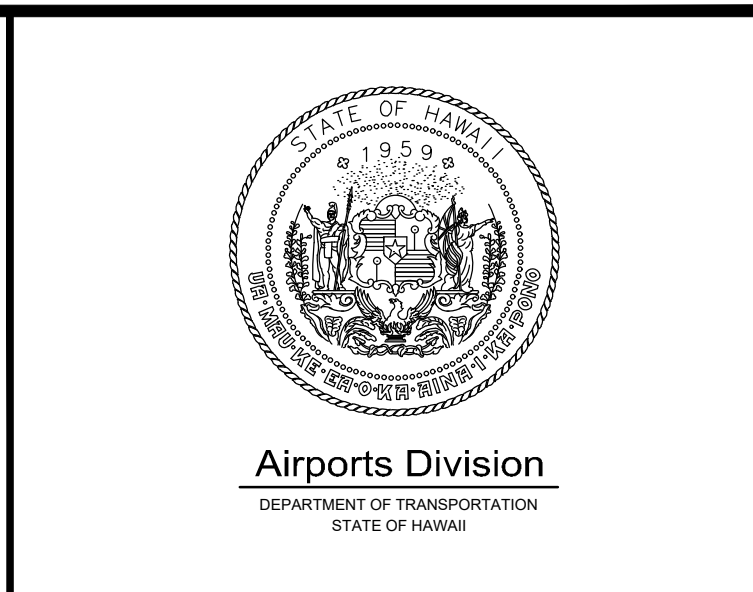 STATE OF HAWAII
1959
UA·MAU·KE·EA·O·KA·AINA·I·KA·PONO
Airports Division
DEPARTMENT OF TRANSPORTATION
STATE OF HAWAII